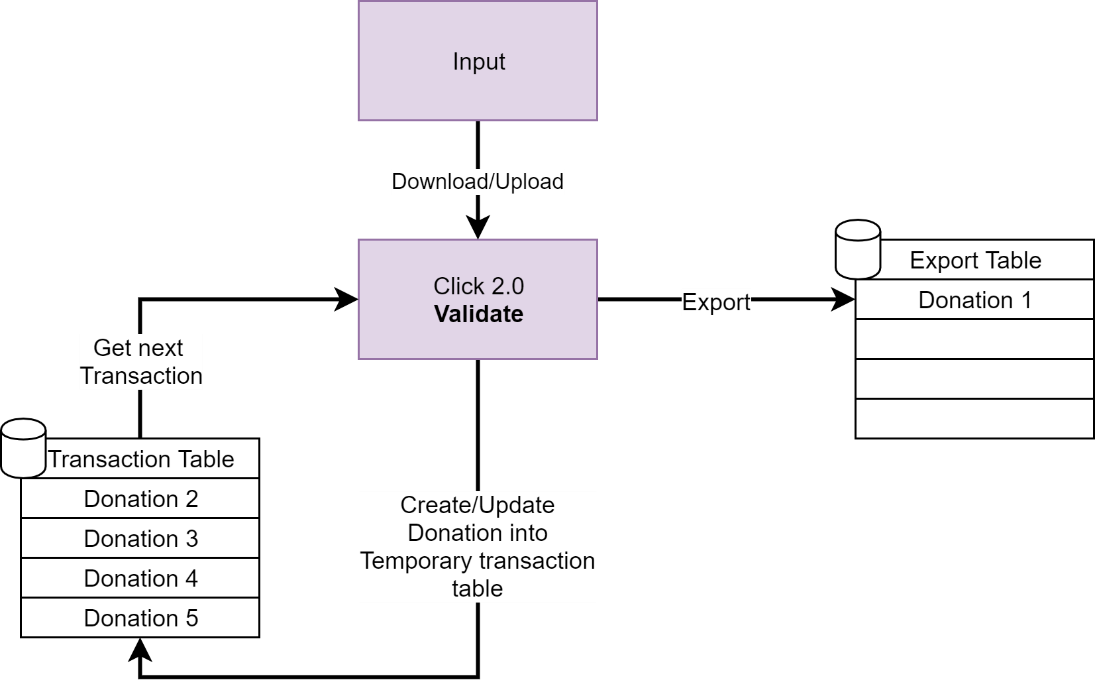 Input
Download/Upload
Click 2.0
Validate
Export
Export Table
Donation 1
Get next
Transaction
Transaction Table
Donation 2
Donation 3
Donation 4
Donation 5
Create/Update
Donation into
Temporary transaction
table